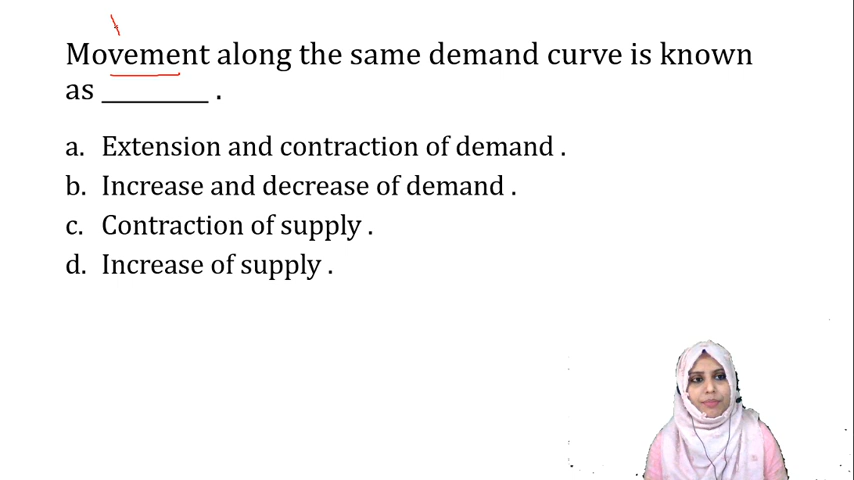 Movement along the same demand curve is known
as _________ .
a. Extension and contraction of demand .
b. Increase and decrease of demand .
c. Contraction of supply .
d. Increase of supply .